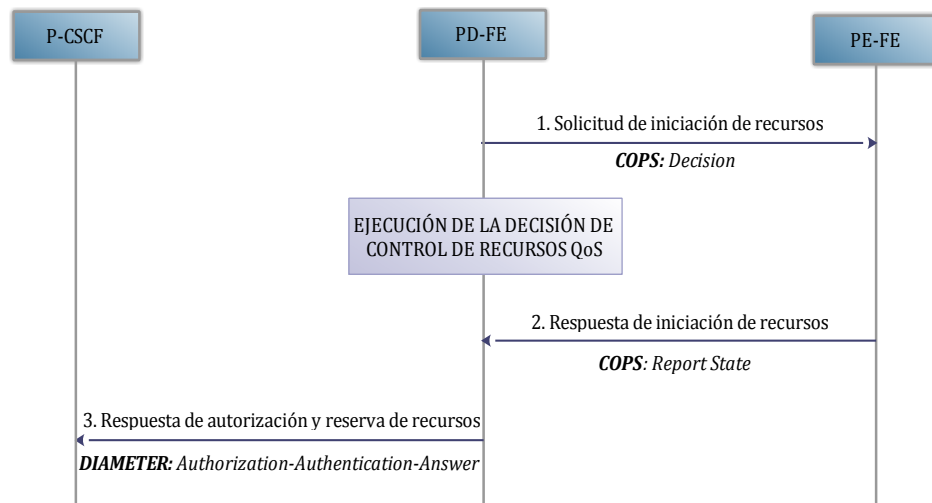 P-CSCF
PD-FE
PE-FE
1. Solicitud de iniciación de recursos
COPS: Decision
EJECUCIÓN DE LA DECISIÓN DE
CONTROL DE RECURSOS QoS
2. Respuesta de iniciación de recursos
COPS: Report State
3. Respuesta de autorización y reserva de recursos
DIAMETER: Authorization-Authentication-Answer